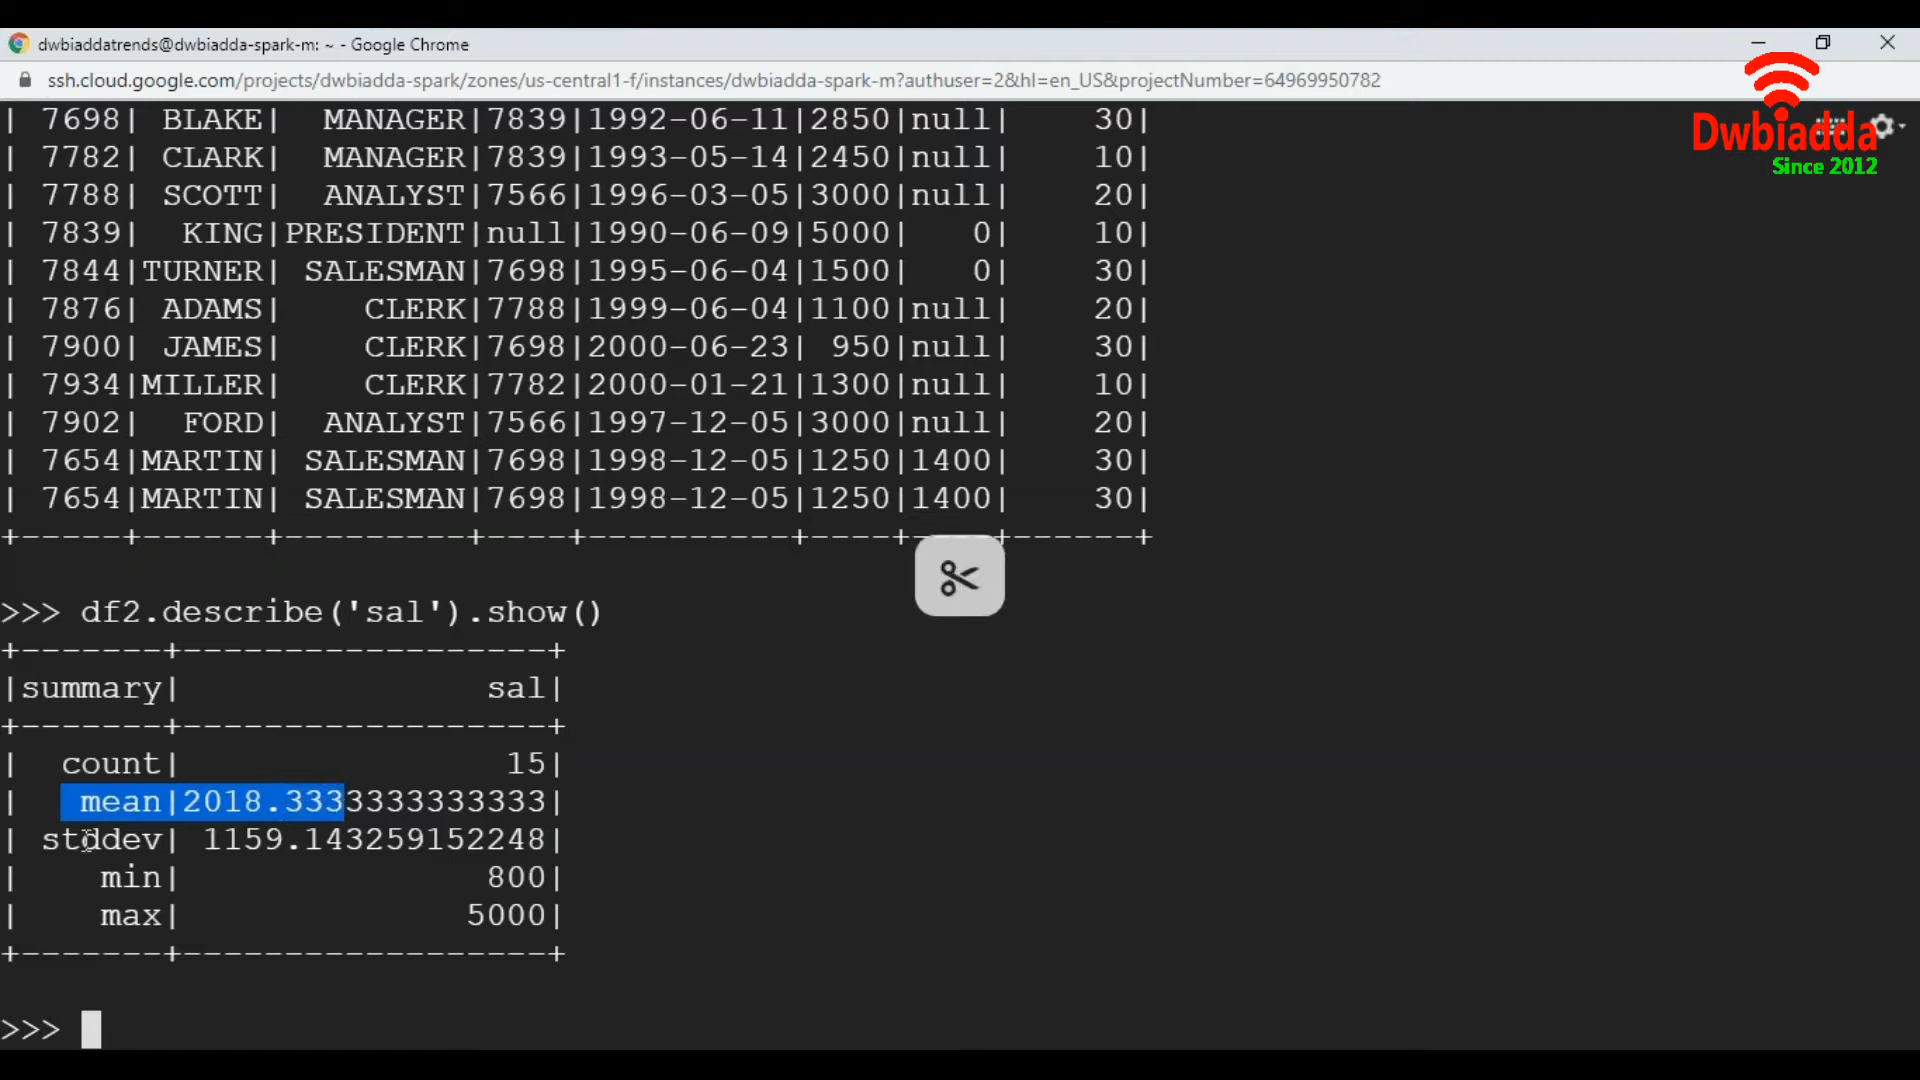 dwbiaddatrends@dwbiadda-spark-m: ~ - Google Chrome
ssh.cloud.google.com/projects/dwbiadda-spark/zones/us-central1-f/instances/dwbiadda-spark-m?authuser=2&hl=en_US&projectNumber=64969950782
Dwbiadda
Since 2012
| 7698| BLAKE|  MANAGER|7839|1992-06-11|2850|null|    30|
| 7782| CLARK|  MANAGER|7839|1993-05-14|2450|null|    10|
| 7788| SCOTT|  ANALYST|7566|1996-03-05|3000|null|    20|
| 7839|  KING|PRESIDENT|null|1990-06-09|5000|   0|    10|
| 7844|TURNER| SALESMAN|7698|1995-06-04|1500|   0|    30|
| 7876| ADAMS|    CLERK|7788|1999-06-04|1100|null|    20|
| 7900| JAMES|    CLERK|7698|2000-06-23| 950|null|    30|
| 7934|MILLER|    CLERK|7782|2000-01-21|1300|null|    10|
| 7902|  FORD|  ANALYST|7566|1997-12-05|3000|null|    20|
| 7654|MARTIN| SALESMAN|7698|1998-12-05|1250|1400|    30|
| 7654|MARTIN| SALESMAN|7698|1998-12-05|1250|1400|    30|
+-----+------+---------+----+----------+----+----+------+
>>> df2.describe('sal').show()
+-------+------------------+
|summary|               sal|
+-------+------------------+
|  count|                15|
|   mean|2018.3333333333333|
| stddev| 1159.143259152248|
|    min|               800|
|    max|              5000|
+-------+------------------+
>>>